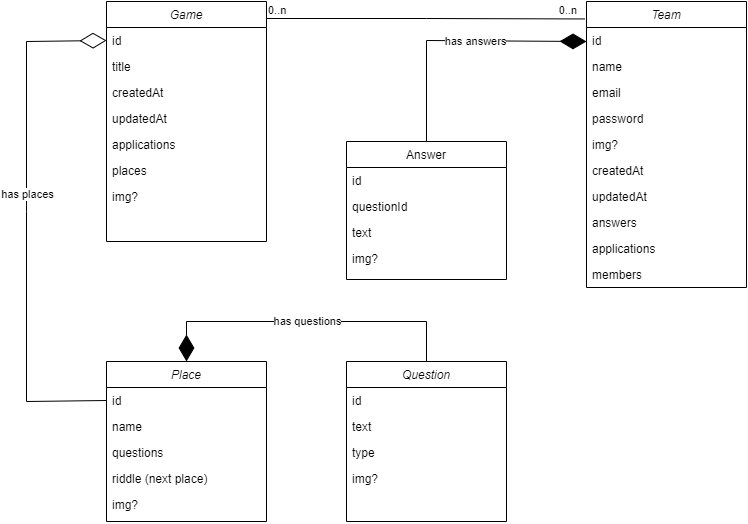 Game
id
title
createdAt
updatedAt
applications
places
img?
0..n
0..n
Team
id
name
email
password
img?
createdAt
updatedAt
answers
applications
members
has answers
Answer
id
questionId
text
img?
has places
has questions
Place
id
name
questions
riddle (next place)
img?
Question
id
text
type
img?